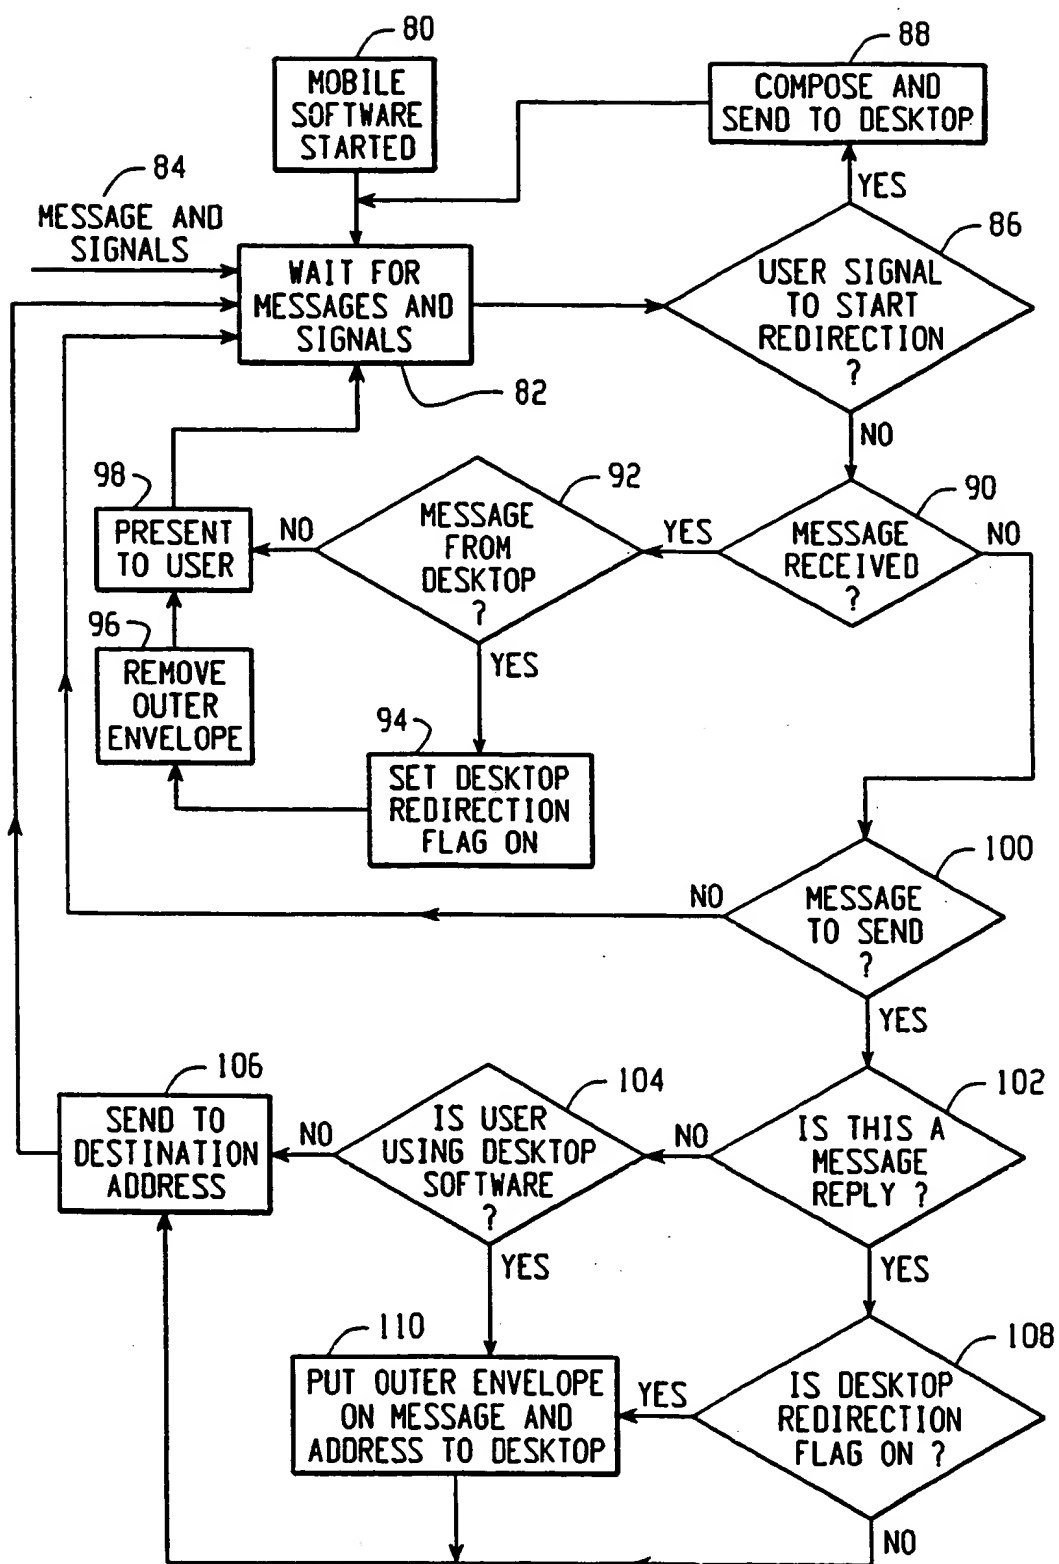 80
MOBILE
SOFTWARE
STARTED
88
COMPOSE AND
SEND TO DESKTOP
YES
84
MESSAGE AND
SIGNALS
WAIT FOR
MESSAGES AND
SIGNALS
82
86
USER SIGNAL
TO START
REDIRECTION
?
NO
90
MESSAGE
RECEIVED
?
YES
NO
92
MESSAGE
FROM
DESKTOP
?
NO
YES
98
PRESENT
TO USER
96
REMOVE
OUTER
ENVELOPE
94
SET DESKTOP
REDIRECTION
FLAG ON
100
MESSAGE
TO SEND
?
NO
YES
102
IS THIS A
MESSAGE
REPLY ?
NO
YES
104
IS USER
USING DESKTOP
SOFTWARE
?
NO
YES
106
SEND TO
DESTINATION
ADDRESS
110
PUT OUTER ENVELOPE
ON MESSAGE AND
ADDRESS TO DESKTOP
108
IS DESKTOP
REDIRECTION
FLAG ON ?
YES
NO